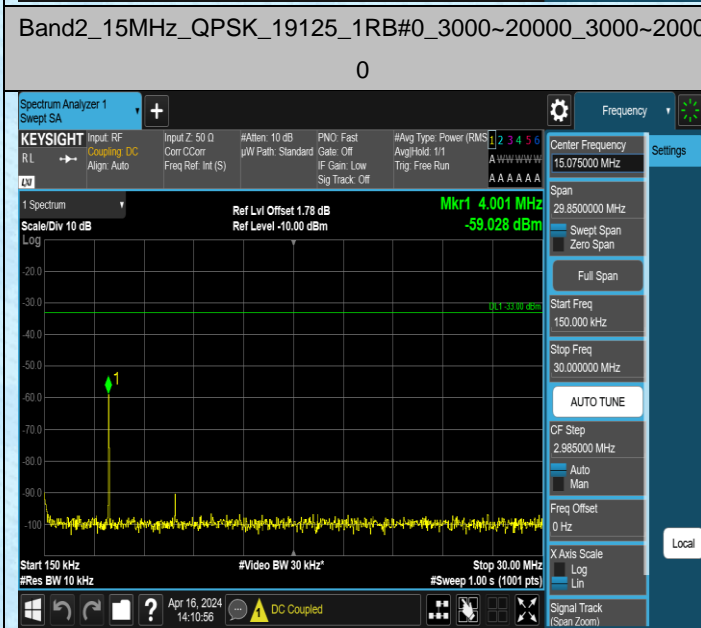 Band2_15MHz_QPSK_19125_1RB#0_3000~20000_3000~2000
0
Spectrum Analyzer 1
Swept SA
Frequency
KEYSIGHT
RL
LXI
Input: RF
Coupling: DC
Align: Auto
Input Z: 50 Ω
Corr CCorr
Freq Ref: Int (S)
#Atten: 10 dB
µW Path: Standard
PNO: Fast
Gate: Off
IF Gain: Low
Sig Track: Off
#Avg Type: Power (RMS
Avg|Hold: 1/1
Trig: Free Run
1 2 3 4 5 6
A W W W W W
A A A A A A
1 Spectrum
Scale/Div 10 dB
Log
Ref Lvl Offset 1.78 dB
Ref Level -10.00 dBm
Mkr1 4.001 MHz
-59.028 dBm
-20.0
-30.0
DL1 -33.00 dBm
-40.0
-50.0
1
-60.0
-70.0
-80.0
-90.0
-100
Start 150 kHz
#Res BW 10 kHz
#Video BW 30 kHz*
Stop 30.00 MHz
#Sweep 1.00 s (1001 pts)
Center Frequency
15.075000 MHz
Settings
Span
29.8500000 MHz
Swept Span
Zero Span
Full Span
Start Freq
150.000 kHz
Stop Freq
30.000000 MHz
AUTO TUNE
CF Step
2.985000 MHz
Auto
Man
Freq Offset
0 Hz
Local
X Axis Scale
Log
Lin
Signal Track
(Span Zoom)
?
Apr 16, 2024
14:10:56
1
DC Coupled